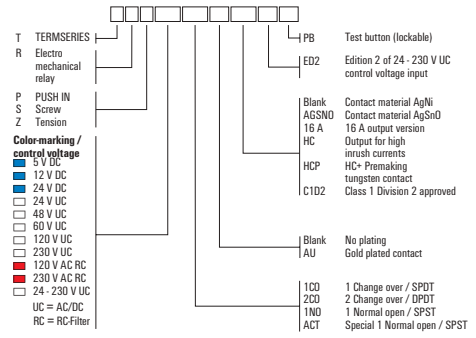 T TERMSERIES
R Electro
mechanical
relay
P PUSH IN
S Screw
Z Tension
Color-marking /
control voltage
5 V DC
12 V DC
24 V DC
24 V UC
48 V UC
60 V UC
120 V UC
230 V UC
120 V AC RC
230 V AC RC
24 - 230 V UC
UC = AC/DC
RC = RC-Filter
PB Test button (lockable)
ED2 Edition 2 of 24 - 230 V UC
control voltage input
Blank Contact material AgNi
AGSNO Contact material AgSnO
16 A 16 A output version
HC Output for high
inrush currents
HCP HC+ Premaking
tungsten contact
C1D2 Class 1 Division 2 approved
Blank No plating
AU Gold plated contact
1CO 1 Change over / SPDT
2CO 2 Change over / DPDT
1NO 1 Normal open / SPST
ACT Special 1 Normal open / SPST